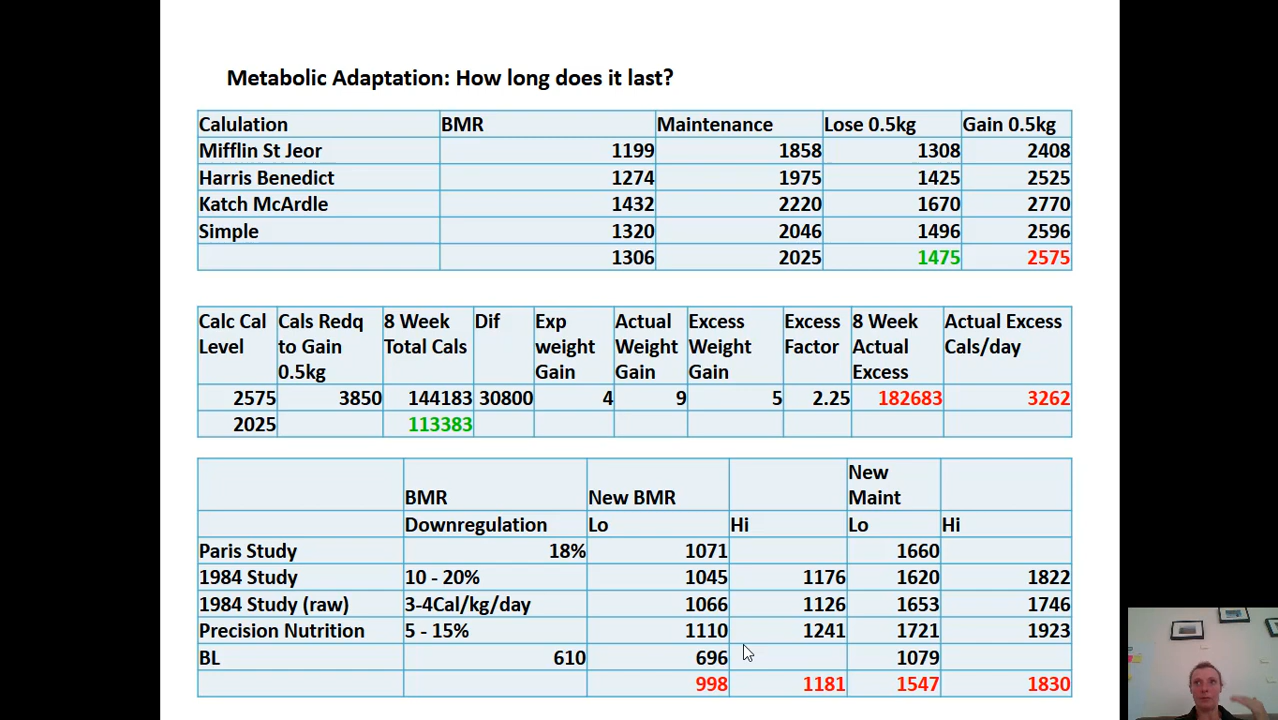 Metabolic Adaptation: How long does it last?
Calulation BMR Maintenance Lose 0.5kg Gain 0.5kg
Mifflin St Jeor 1199 1858 1308 2408
Harris Benedict 1274 1975 1425 2525
Katch McArdle 1432 2220 1670 2770
Simple 1320 2046 1496 2596
1306 2025 1475 2575
Calc Cal Cals Redq 8 Week Dif Exp Actual Excess Excess 8 Week Actual Excess
Level to Gain Total Cals weight Weight Weight Factor Actual Cals/day
0.5kg Gain Gain Gain Excess
2575 3850 144183 30800 4 9 5 2.25 182683 3262
2025 113383
New
BMR New BMR Maint
Downregulation Lo Hi Lo Hi
Paris Study 18% 1071 1660
1984 Study 10 - 20% 1045 1176 1620 1822
1984 Study (raw) 3-4Cal/kg/day 1066 1126 1653 1746
Precision Nutrition 5 - 15% 1110 1241 1721 1923
BL 610 696 1079
998 1181 1547 1830